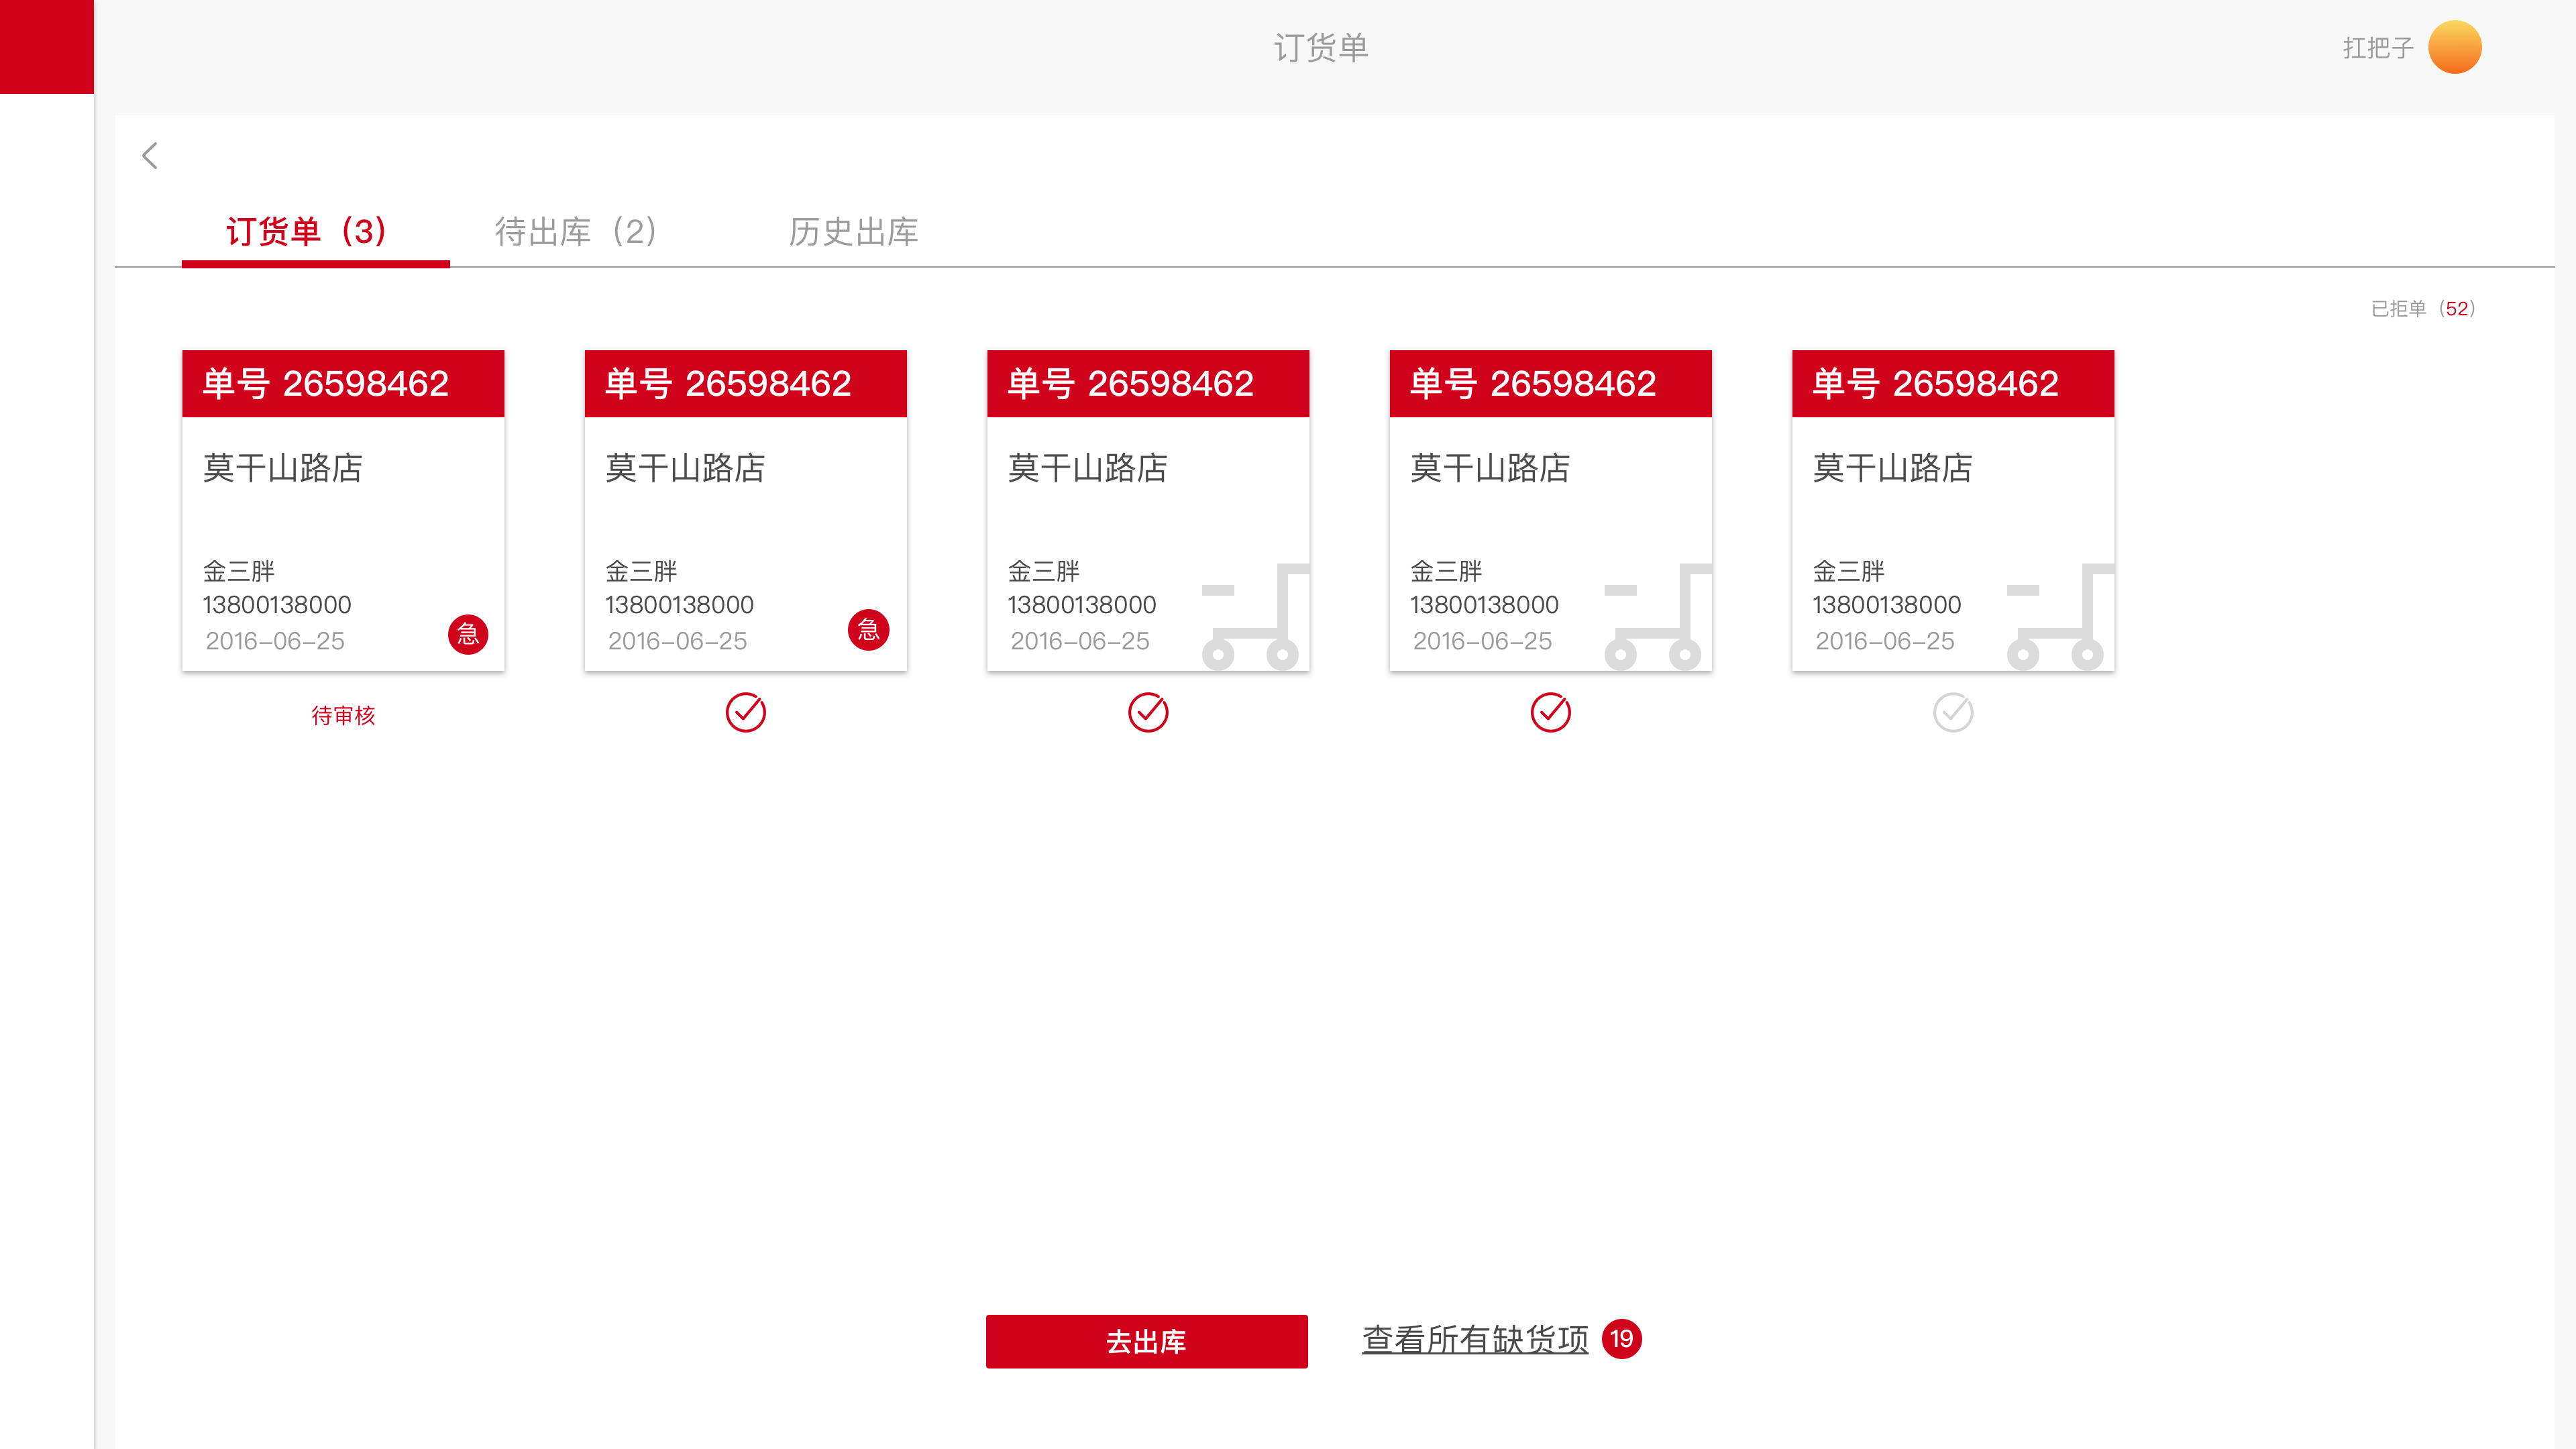 订货单
扛把子
订货单（3）
待出库（2）
历史出库
已拒单（52）
单号 26598462
莫干山路店
金三胖
13800138000
2016-06-25
急
待审核
单号 26598462
莫干山路店
金三胖
13800138000
2016-06-25
急
单号 26598462
莫干山路店
金三胖
13800138000
2016-06-25
单号 26598462
莫干山路店
金三胖
13800138000
2016-06-25
单号 26598462
莫干山路店
金三胖
13800138000
2016-06-25
去出库
查看所有缺货项 19